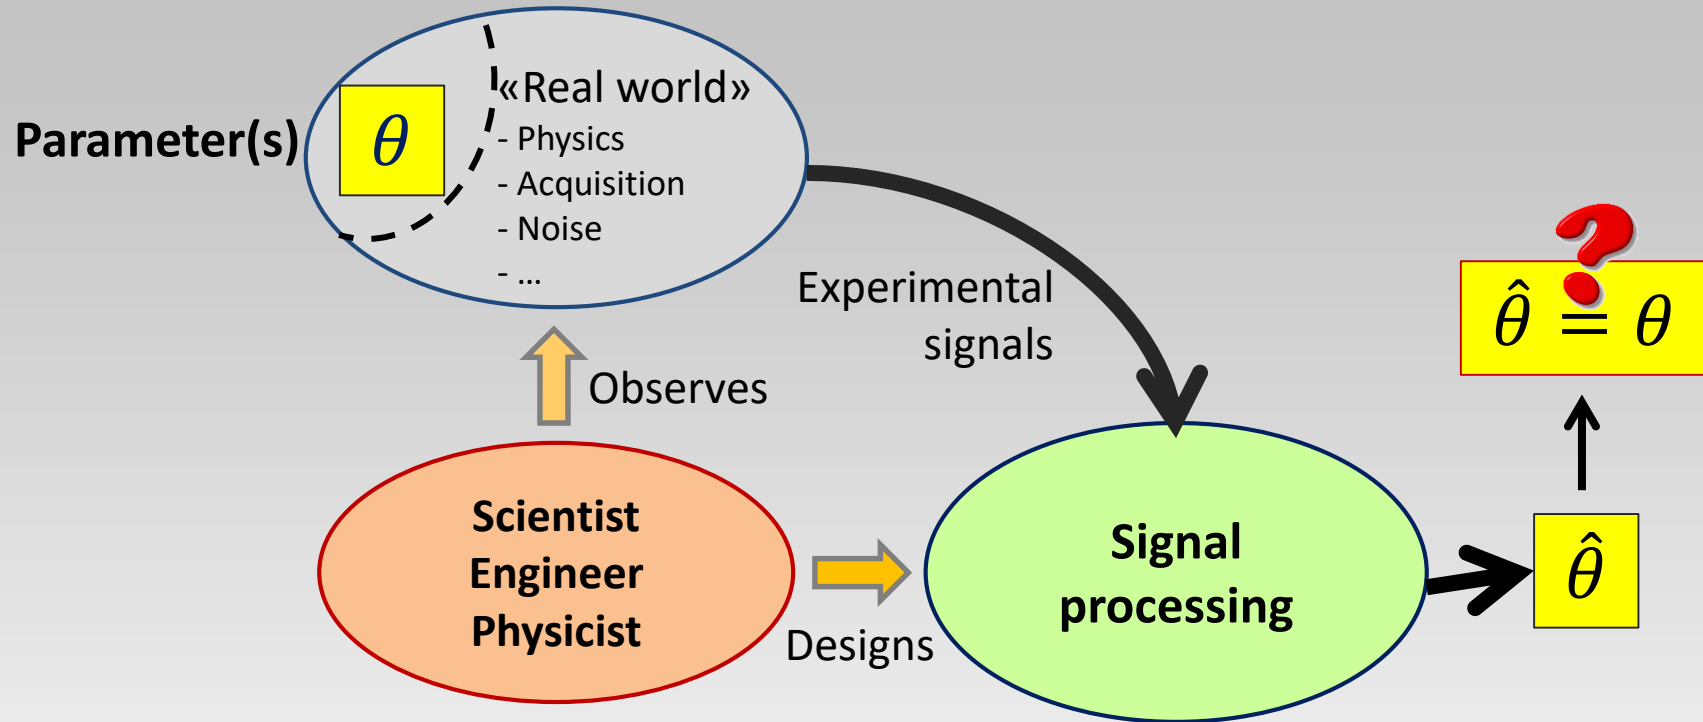 Parameter(s)
θ
«Real world»
- Physics
- Acquisition
- Noise
- ...
Experimental
signals
?
θ̂ = θ
Observes
Scientist
Engineer
Physicist
Designs
Signal
processing
θ̂